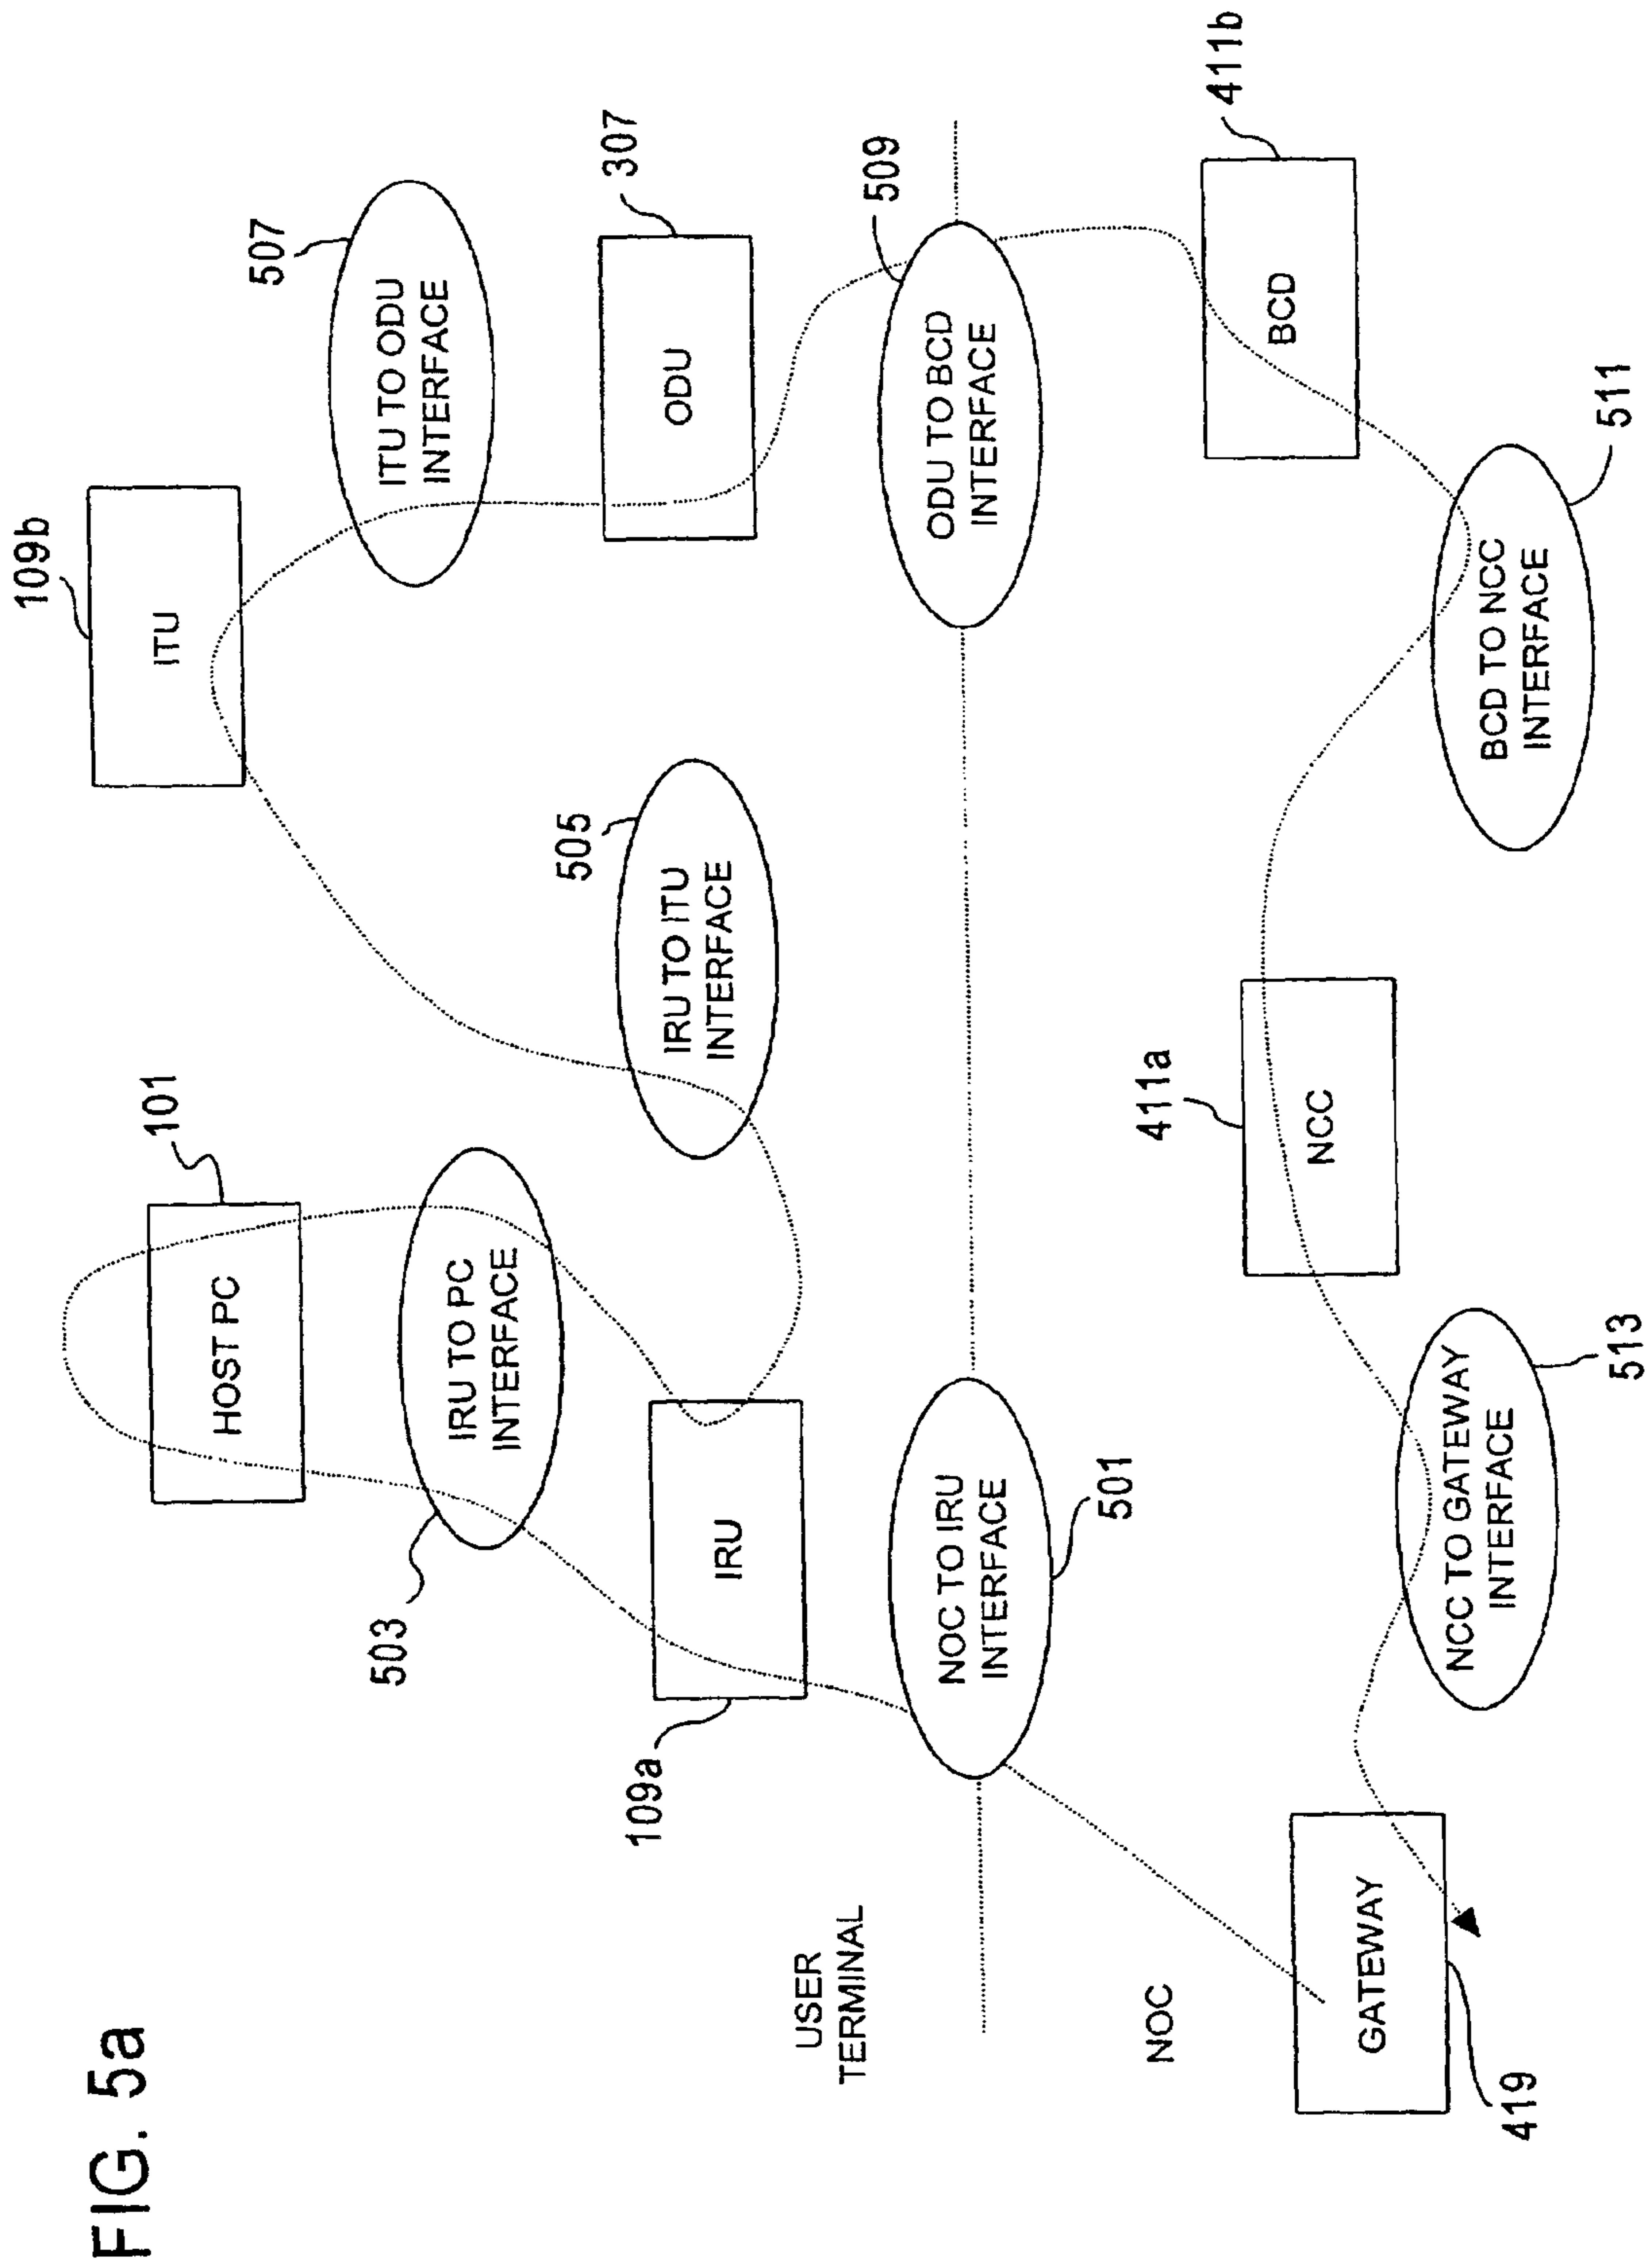 FIG. 5a
109b
ITU
507
ITU TO ODU
INTERFACE
101
HOST PC
503
IRU TO PC
INTERFACE
505
IRU TO ITU
INTERFACE
307
ODU
109a
IRU
USER
TERMINAL
NOC TO IRU
INTERFACE
501
509
ODU TO BCD
INTERFACE
NOC
411a
NCC
411b
BCD
GATEWAY
419
NCC TO GATEWAY
INTERFACE
513
BCD TO NCC
INTERFACE
511